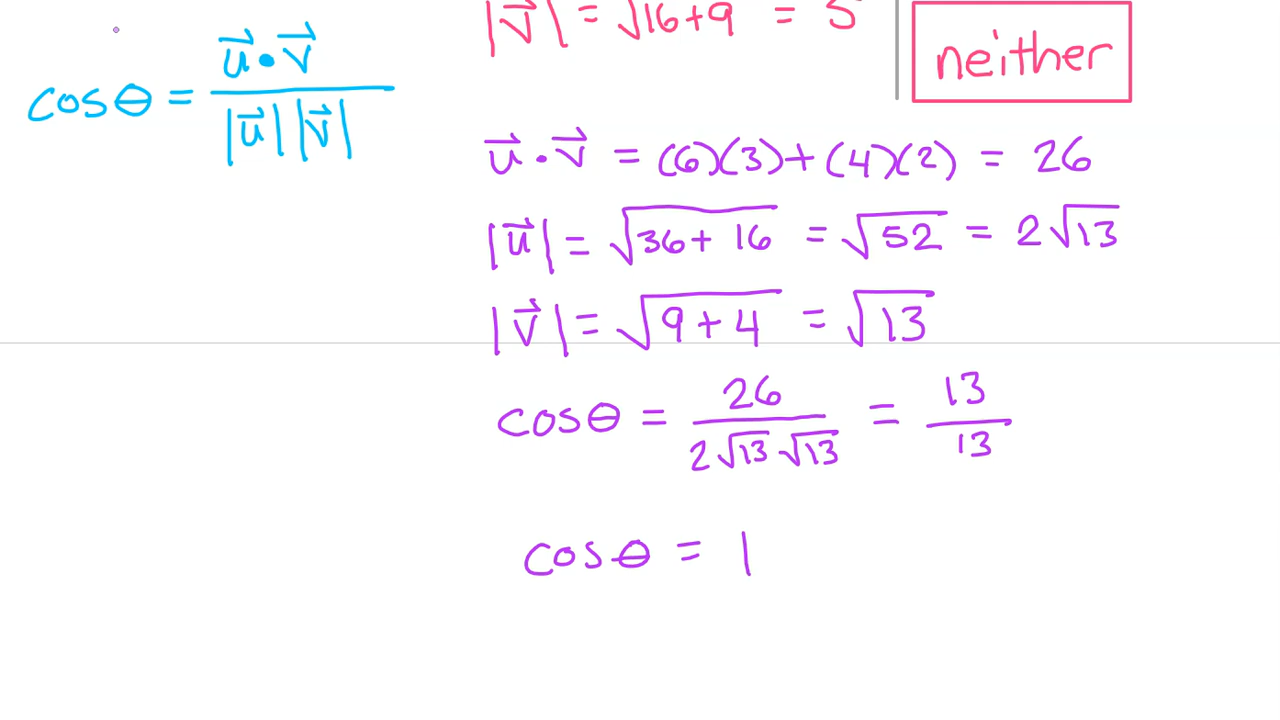 |v⃗| = √16+9 = 5
neither
cosθ = u⃗·v⃗ / |u⃗||v⃗|
u⃗·v⃗ = (6)(3)+(4)(2) = 26
|u⃗| = √36+16 = √52 = 2√13
|v⃗| = √9+4 = √13
cosθ = 26 / 2√13 √13 = 13 / 13
cosθ = 1